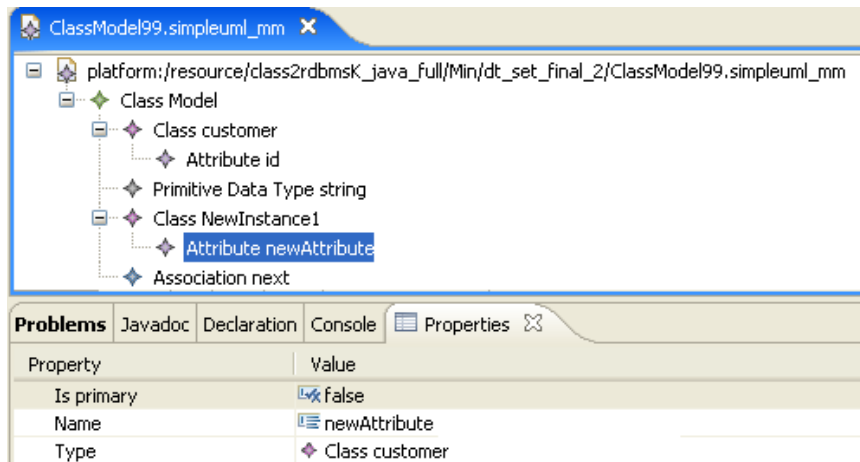 ClassModel99.simpleuml_mm
platform:/resource/class2rdbmsK_java_full/Min/dt_set_final_2/ClassModel99.simpleuml_mm
Class Model
Class customer
Attribute id
Primitive Data Type string
Class NewInstance1
Attribute newAttribute
Association next
Problems Javadoc Declaration Console Properties
Property Value
Is primary false
Name newAttribute
Type Class customer